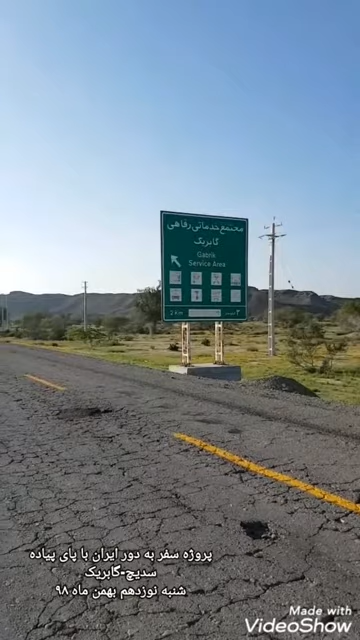 مجتمع خدماتی رفاهی
گابریک
Gabrik
Service Area
2 Km
پروژه سفر به دور ایران با پای پیاده
سدیچ-گابریک
شنبه نوزدهم بهمن ماه ۹۸
Made with
VideoShow